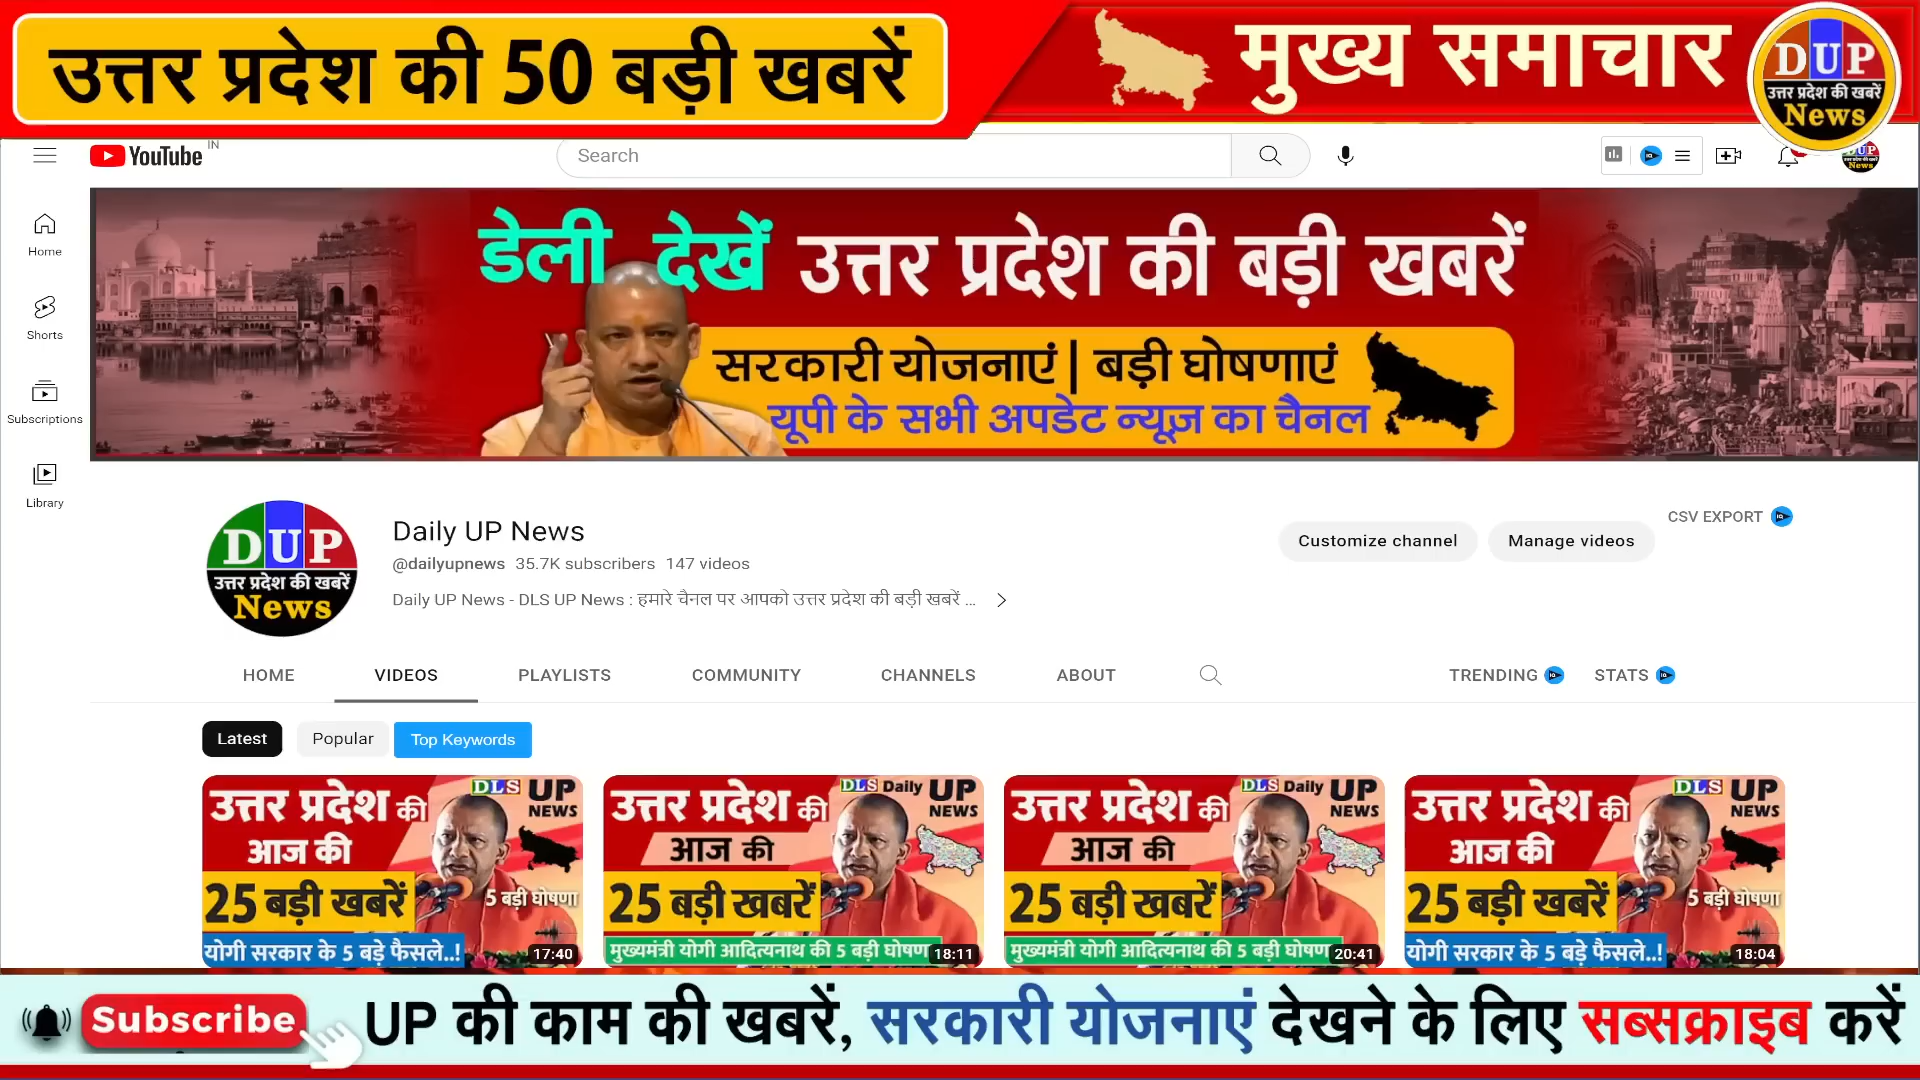 उत्तर प्रदेश की 50 बड़ी खबरें
मुख्य समाचार
DUP
उत्तर प्रदेश की खबरें
News
YouTube IN
Search
डेली देखें उत्तर प्रदेश की बड़ी खबरें
सरकारी योजनाएं | बड़ी घोषणाएं
यूपी के सभी अपडेट न्यूज़ का चैनल
Home
Shorts
Subscriptions
Library
DUP
उत्तर प्रदेश की खबरें
News
Daily UP News
@dailyupnews 35.7K subscribers 147 videos
Daily UP News - DLS UP News : हमारे चैनल पर आपको उत्तर प्रदेश की बड़ी खबरें ...
Customize channel
Manage videos
CSV EXPORT
HOME VIDEOS PLAYLISTS COMMUNITY CHANNELS ABOUT TRENDING STATS
Latest Popular Top Keywords
DLS UP NEWS
उत्तर प्रदेश की
आज की
25 बड़ी खबरें
5 बड़ी घोषणा
योगी सरकार के 5 बड़े फैसले..!
17:40
DLS Daily UP NEWS
उत्तर प्रदेश की
आज की
25 बड़ी खबरें
मुख्यमंत्री योगी आदित्यनाथ की 5 बड़ी घोषणा
18:11
DLS Daily UP NEWS
उत्तर प्रदेश की
आज की
25 बड़ी खबरें
मुख्यमंत्री योगी आदित्यनाथ की 5 बड़ी घोषणा
20:41
DLS UP NEWS
उत्तर प्रदेश की
आज की
25 बड़ी खबरें
5 बड़ी घोषणा
योगी सरकार के 5 बड़े फैसले..!
18:04
Subscribe
UP की काम की खबरें, सरकारी योजनाएं देखने के लिए सब्सक्राइब करें